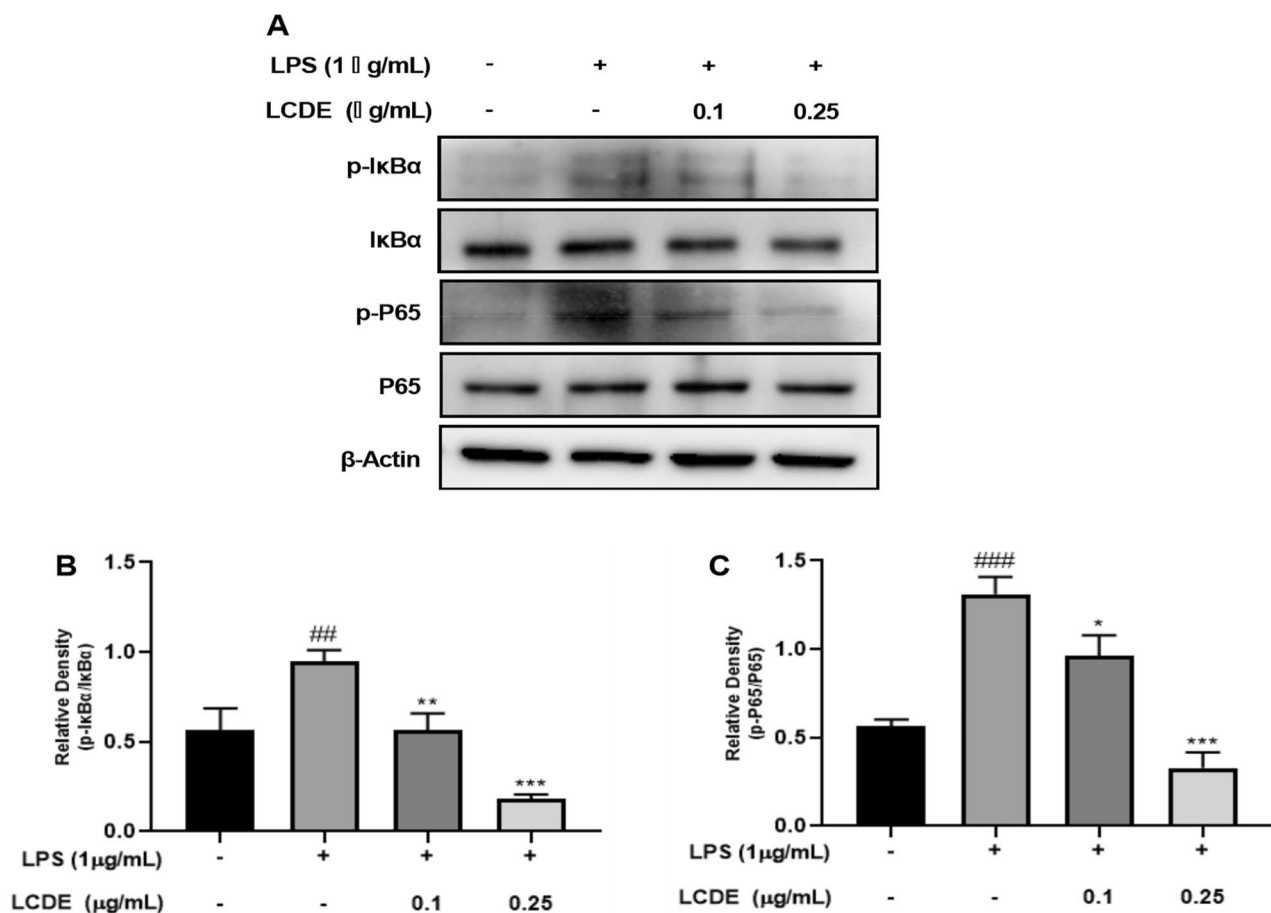 A
LPS (1 g/mL) - + + +
LCDE ( g/mL) - - 0.1 0.25
p-IκBα
IκBα
p-P65
P65
β-Actin
B
Relative Density
(p-IκBα/IκBα)
1.5
1.0
0.5
0.0
##
**
***
LPS (1μg/mL) - + + +
LCDE (μg/mL) - - 0.1 0.25
C
Relative Density
(p-P65/P65)
1.5
1.0
0.5
0.0
###
*
***
LPS (1μg/mL) - + + +
LCDE (μg/mL) - - 0.1 0.25